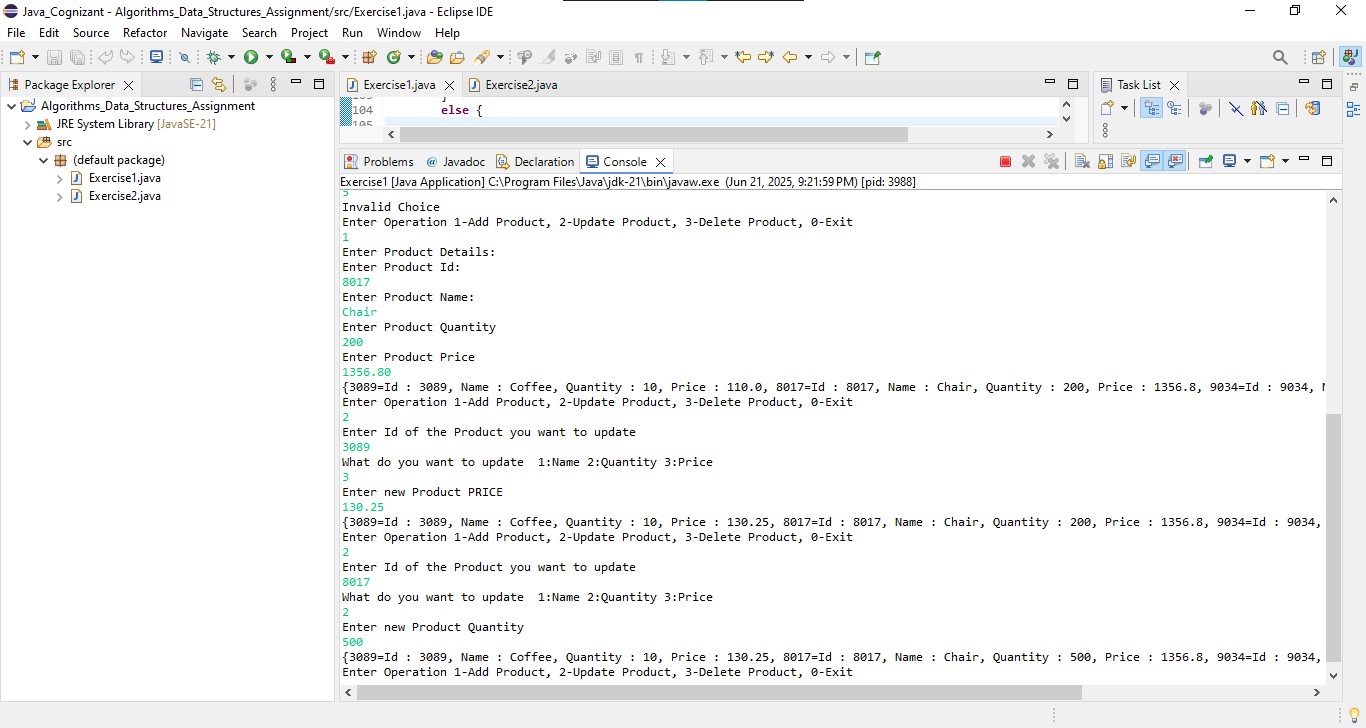 Java_Cognizant - Algorithms_Data_Structures_Assignment/src/Exercise1.java - Eclipse IDE
File Edit Source Refactor Navigate Search Project Run Window Help
Package Explorer
Algorithms_Data_Structures_Assignment
JRE System Library [JavaSE-21]
src
(default package)
Exercise1.java
Exercise2.java
Exercise1.java Exercise2.java
104 else {
105
Task List
Problems Javadoc Declaration Console
Exercise1 [Java Application] C:\Program Files\Java\jdk-21\bin\javaw.exe (Jun 21, 2025, 9:21:59 PM) [pid: 3988]
5
Invalid Choice
Enter Operation 1-Add Product, 2-Update Product, 3-Delete Product, 0-Exit
1
Enter Product Details:
Enter Product Id:
8017
Enter Product Name:
Chair
Enter Product Quantity
200
Enter Product Price
1356.80
{3089=Id : 3089, Name : Coffee, Quantity : 10, Price : 110.0, 8017=Id : 8017, Name : Chair, Quantity : 200, Price : 1356.8, 9034=Id : 9034,
Enter Operation 1-Add Product, 2-Update Product, 3-Delete Product, 0-Exit
2
Enter Id of the Product you want to update
3089
What do you want to update  1:Name 2:Quantity 3:Price
3
Enter new Product PRICE
130.25
{3089=Id : 3089, Name : Coffee, Quantity : 10, Price : 130.25, 8017=Id : 8017, Name : Chair, Quantity : 200, Price : 1356.8, 9034=Id : 9034,
Enter Operation 1-Add Product, 2-Update Product, 3-Delete Product, 0-Exit
2
Enter Id of the Product you want to update
8017
What do you want to update  1:Name 2:Quantity 3:Price
2
Enter new Product Quantity
500
{3089=Id : 3089, Name : Coffee, Quantity : 10, Price : 130.25, 8017=Id : 8017, Name : Chair, Quantity : 500, Price : 1356.8, 9034=Id : 9034,
Enter Operation 1-Add Product, 2-Update Product, 3-Delete Product, 0-Exit